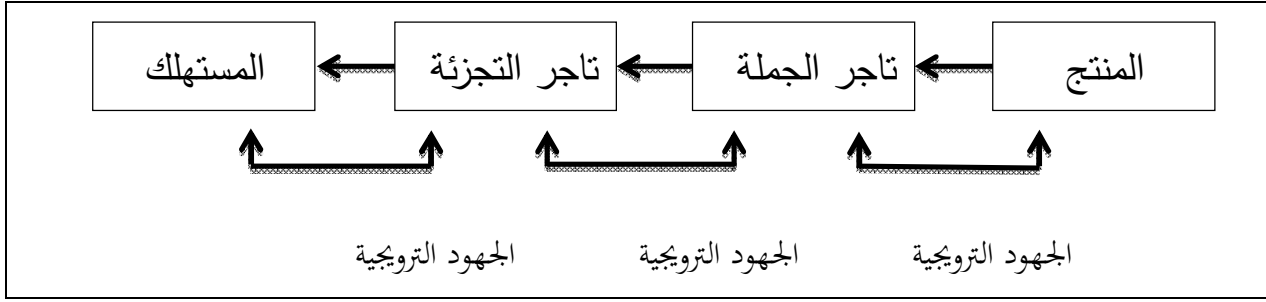 المنتج تاجر الجملة تاجر التجزئة المستهلك
الجهود الترويجية الجهود الترويجية الجهود الترويجية